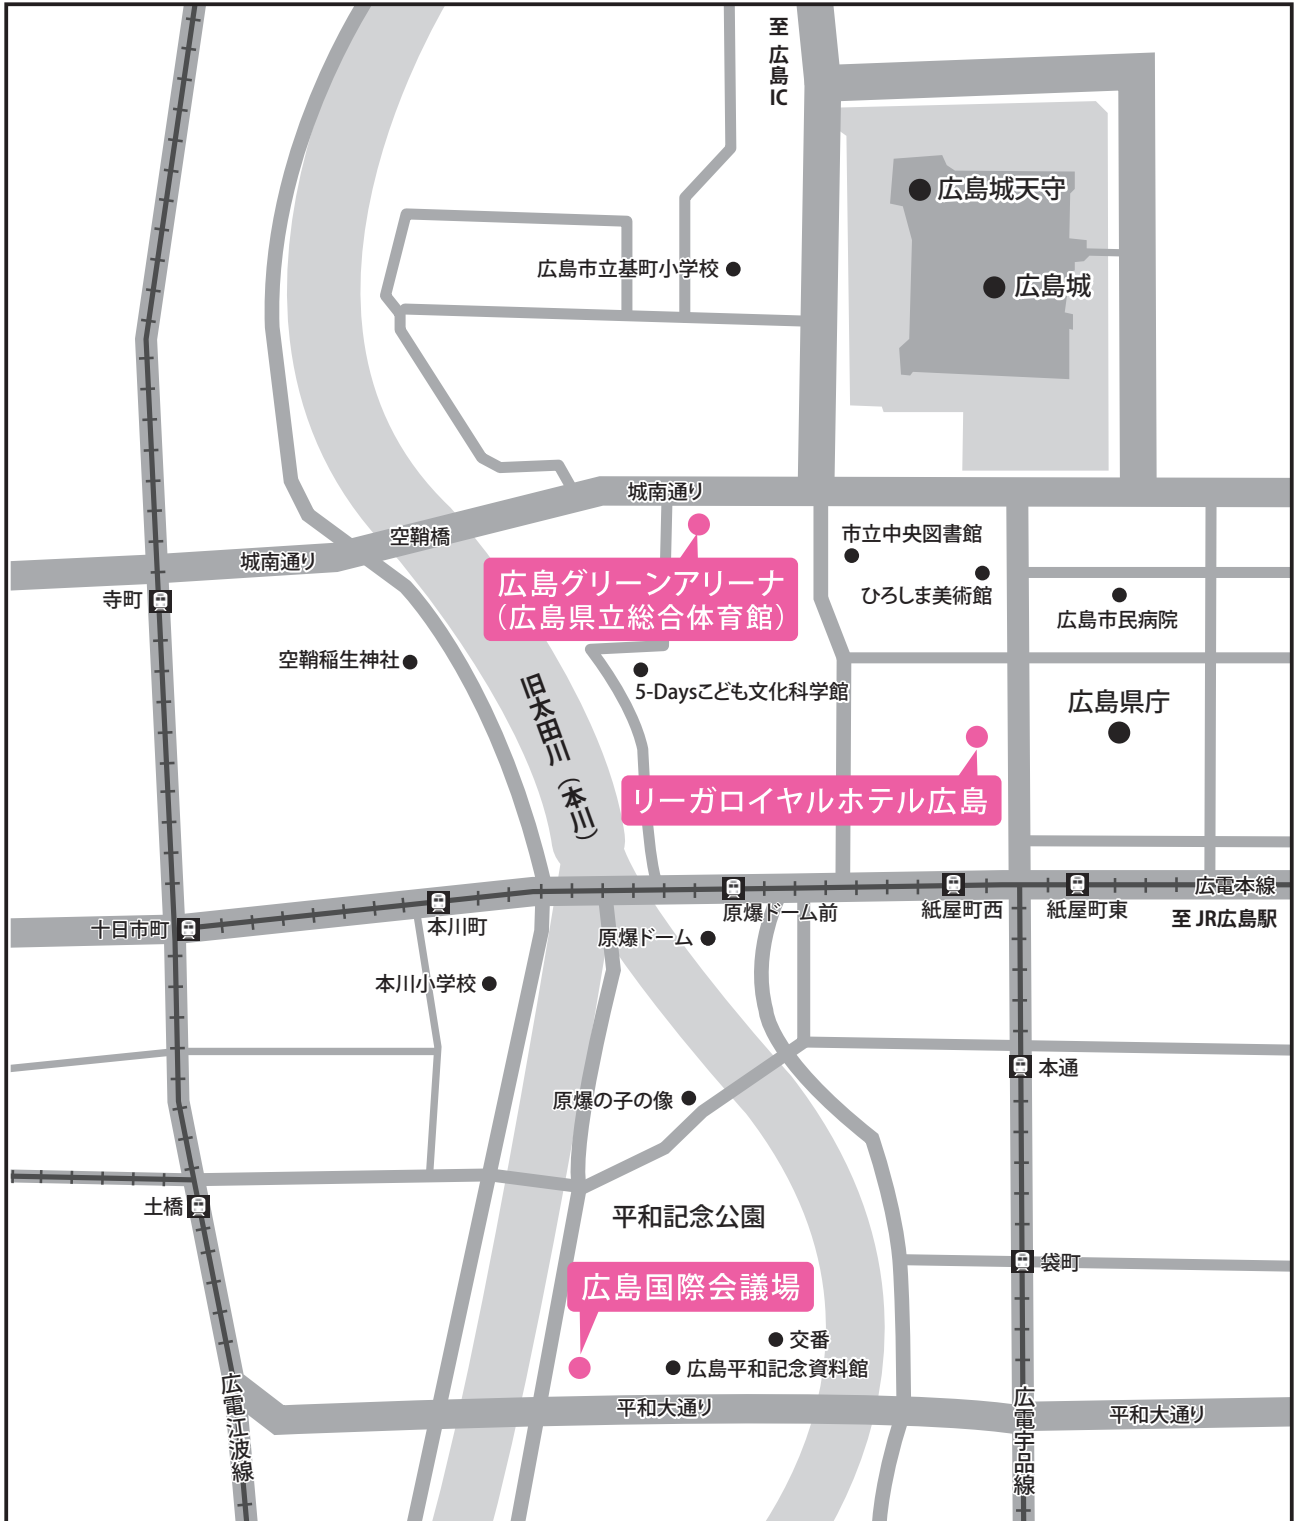 至 広島IC
広島城天守
広島市立基町小学校
広島城
城南通り
空鞘橋
市立中央図書館
城南通り
広島グリーンアリーナ
（広島県立総合体育館）
ひろしま美術館
寺町
広島市民病院
空鞘稲生神社
5-Daysこども文化科学館
旧太田川（本川）
広島県庁
リーガロイヤルホテル広島
広電本線
十日市町
本川町
原爆ドーム前
紙屋町西
紙屋町東
至 JR広島駅
原爆ドーム
本川小学校
本通
原爆の子の像
土橋
平和記念公園
袋町
広島国際会議場
交番
広島平和記念資料館
広電江波線
平和大通り
広電宇品線
平和大通り